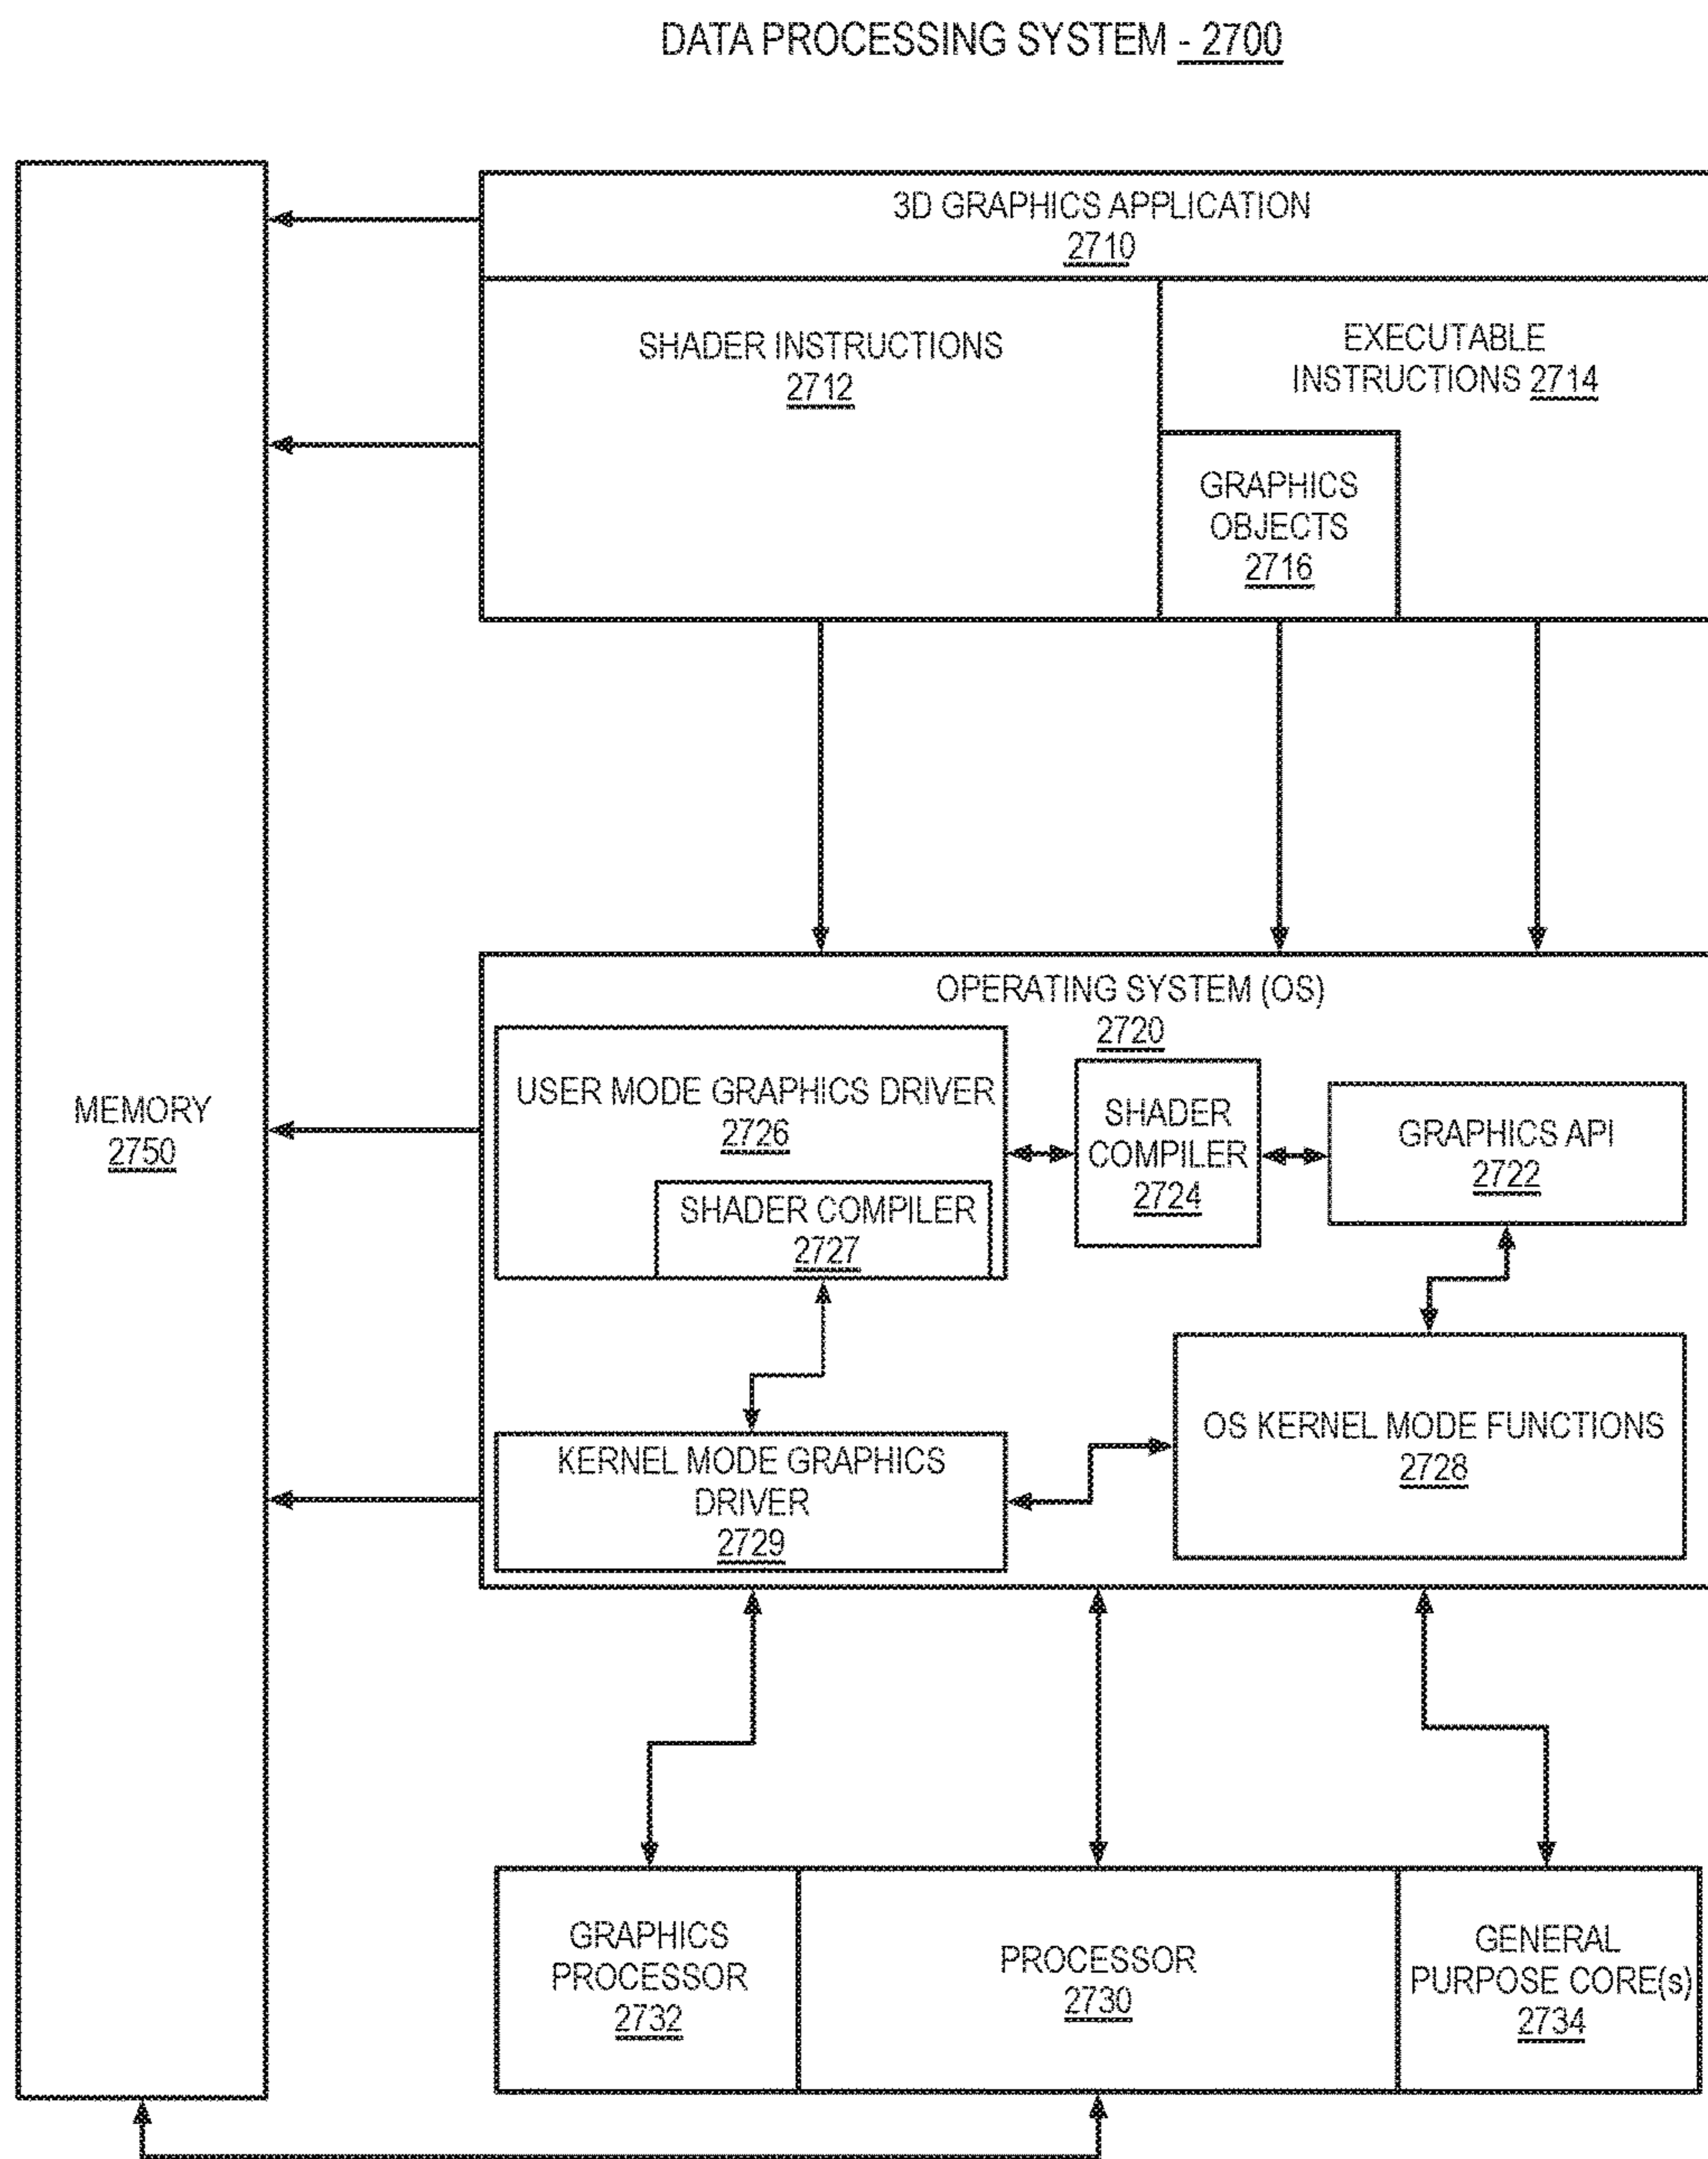 DATA PROCESSING SYSTEM - 2700
3D GRAPHICS APPLICATION
2710
SHADER INSTRUCTIONS
2712
EXECUTABLE
INSTRUCTIONS 2714
GRAPHICS
OBJECTS
2716
OPERATING SYSTEM (OS)
2720
USER MODE GRAPHICS DRIVER
2726
SHADER COMPILER
2727
SHADER
COMPILER
2724
GRAPHICS API
2722
MEMORY
2750
OS KERNEL MODE FUNCTIONS
2728
KERNEL MODE GRAPHICS
DRIVER
2729
GRAPHICS
PROCESSOR
2732
PROCESSOR
2730
GENERAL
PURPOSE CORE(s)
2734